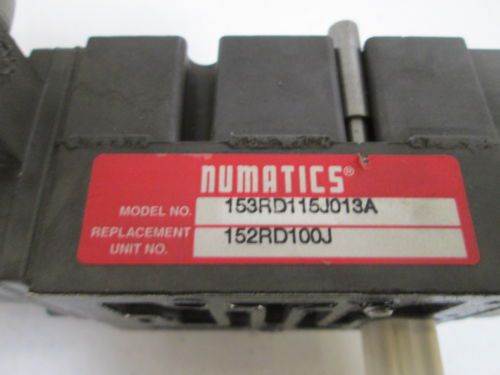 NUMATICS®
MODEL NO. 153RD115J013A
REPLACEMENT
UNIT NO. 152RD100J